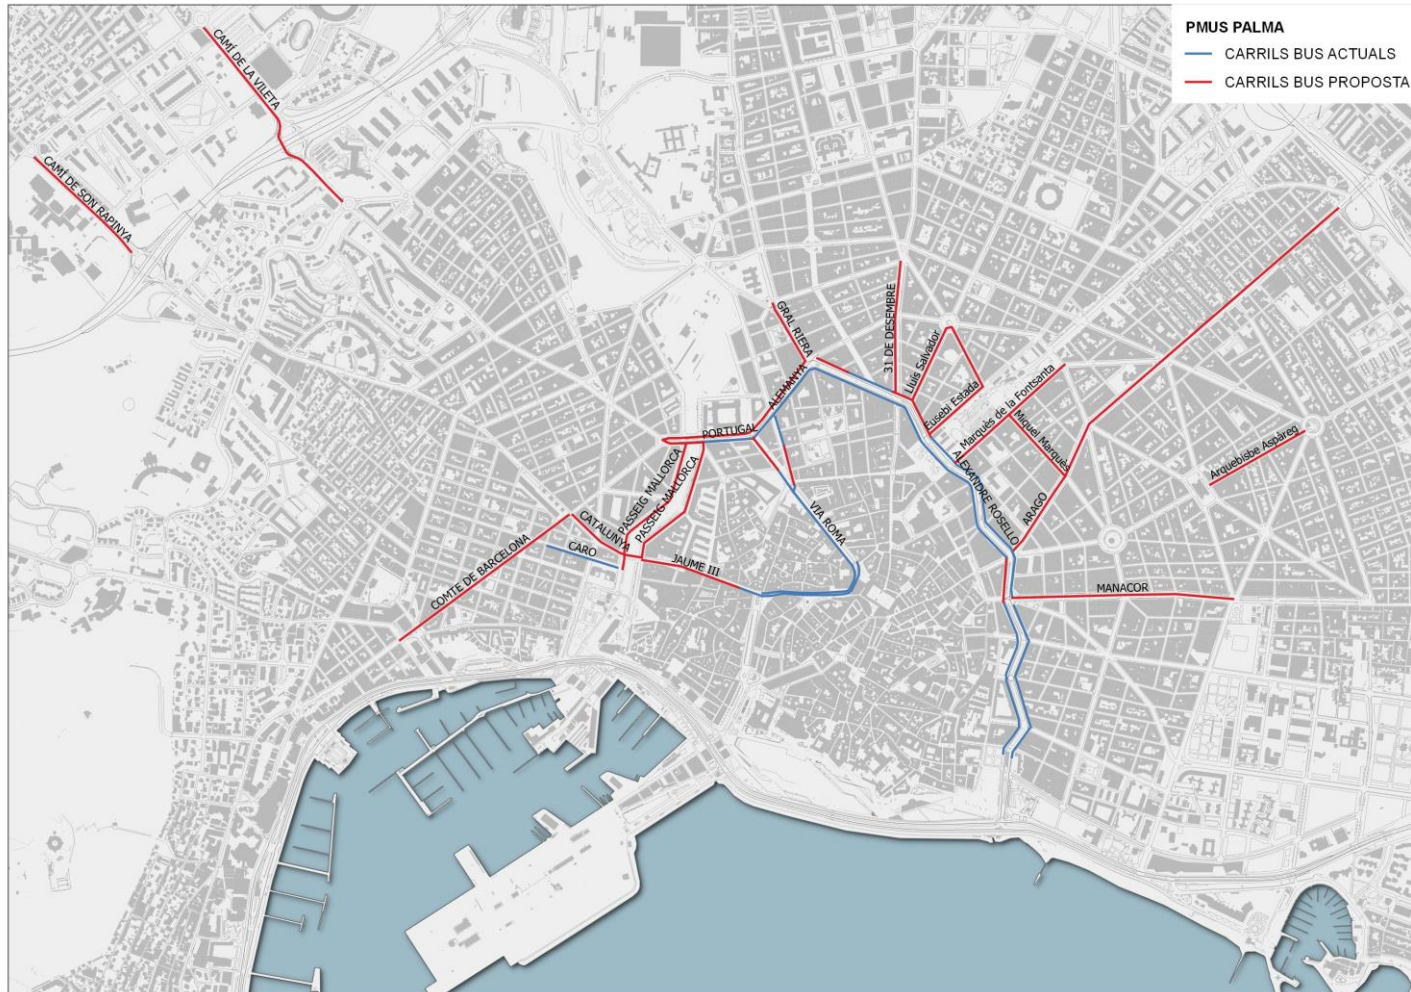 PMUS PALMA
CARRILS BUS ACTUALS
CARRILS BUS PROPOSTA
CAMÍ DE LA VILETA
CAMÍ DE SON RAPINYA
GRAL RIERA
31 DE DESEMBRE
Lluís Salvador
ALEMANYA
Eusebi Estada
Marquès de la Fontsanta
Miquel Marquès
PORTUGAL
Arquebisbe Aspàreg
PASSEIG MALLORCA
PASSEIG MALLORCA
ALEXANDRE ROSELLO
VIA ROMA
ARAGO
CATALUNYA
CARO
COMTE DE BARCELONA
JAUME III
MANACOR